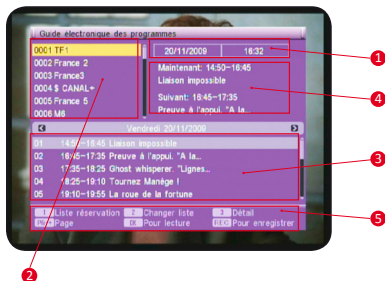 Guide électronique des programmes
0001 TF1
0002 France 2
0003 France3
0004 $ CANAL+
0005 France 5
0006 M6
20/11/2009 16:32
Maintenant: 14:50-16:45
Liaison impossible
Suivant: 16:45-17:35
Preuve à l'appui. "A la...
Vendredi 20/11/2009
01 14:50-16:45 Liaison impossible
02 16:45-17:35 Preuve à l'appui. "A la...
03 17:35-18:25 Ghost whisperer. "Lignes...
04 18:25-19:10 Tournez Manége !
05 19:10-19:55 La roue de la fortune
1 Liste réservation 2 Changer liste 3 Détail
Page OK Pour lecture REC Pour enregistrer
1
4
3
5
2